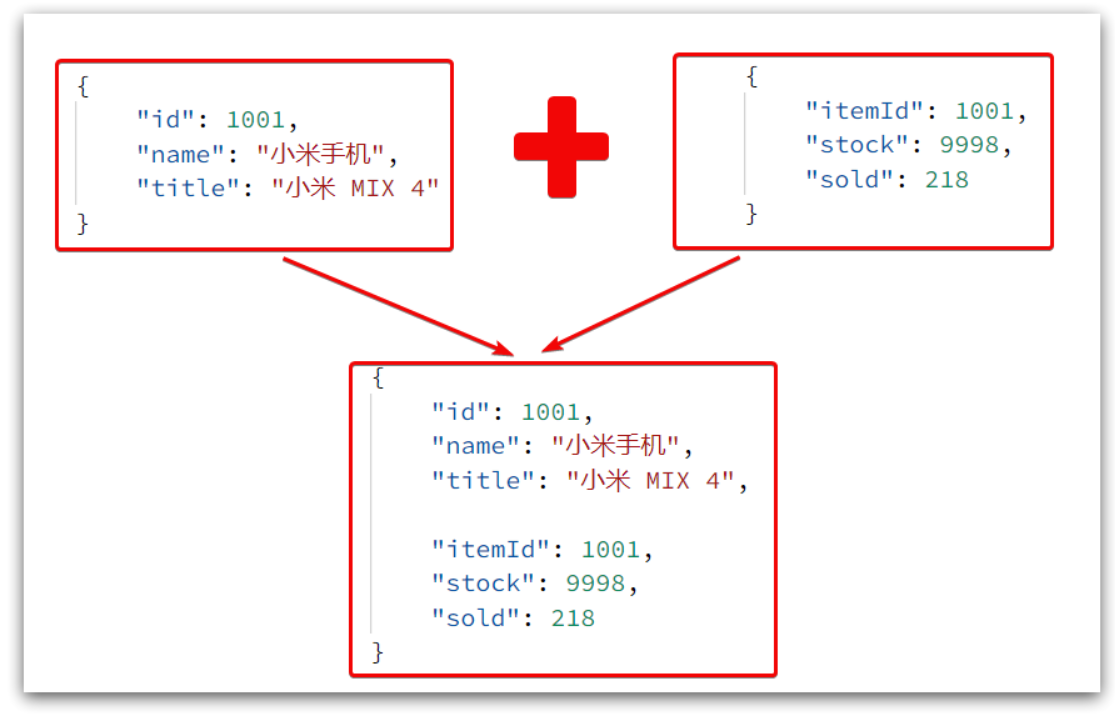 {
"id": 1001,
"name": "小米手机",
"title": "小米 MIX 4"
}
{
"itemId": 1001,
"stock": 9998,
"sold": 218
}
{
"id": 1001,
"name": "小米手机",
"title": "小米 MIX 4",
"itemId": 1001,
"stock": 9998,
"sold": 218
}